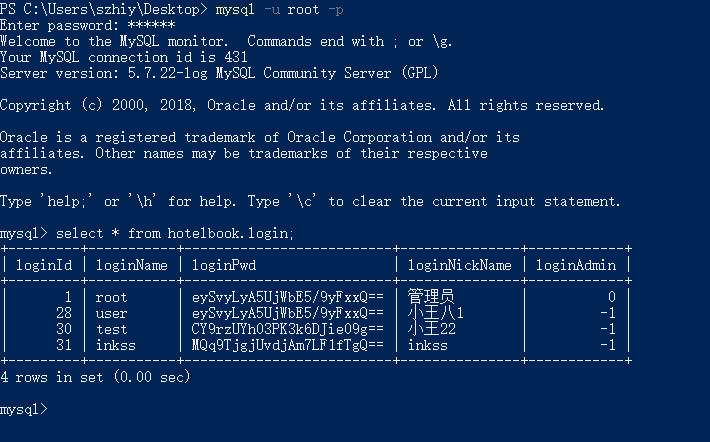 PS C:\Users\szhiy\Desktop> mysql -u root -p
Enter password: ******
Welcome to the MySQL monitor.  Commands end with ; or \g.
Your MySQL connection id is 431
Server version: 5.7.22-log MySQL Community Server (GPL)
Copyright (c) 2000, 2018, Oracle and/or its affiliates. All rights reserved.
Oracle is a registered trademark of Oracle Corporation and/or its
affiliates. Other names may be trademarks of their respective
owners.
Type 'help;' or '\h' for help. Type '\c' to clear the current input statement.
mysql> select * from hotelbook.login;
+---------+-----------+--------------------------+---------------+------------+
| loginId | loginName | loginPwd                 | loginNickName | loginAdmin |
+---------+-----------+--------------------------+---------------+------------+
|       1 | root      | eySvyLyA5UjWbE5/9yFxxQ== | 管理员        |          0 |
|      28 | user      | eySvyLyA5UjWbE5/9yFxxQ== | 小王八1       |         -1 |
|      30 | test      | CY9rzUYh03PK3k6DJie09g== | 小王22        |         -1 |
|      31 | inkss     | MQq9TjgjUvdjAm7LF1fTgQ== | inkss         |         -1 |
+---------+-----------+--------------------------+---------------+------------+
4 rows in set (0.00 sec)
mysql>